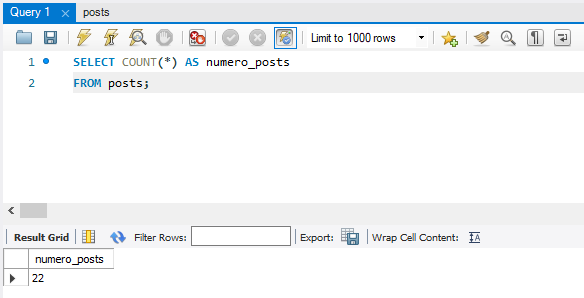 Query 1 posts
Limit to 1000 rows
1 SELECT COUNT(*) AS numero_posts
2 FROM posts;
Result Grid Filter Rows: Export: Wrap Cell Content:
numero_posts
22